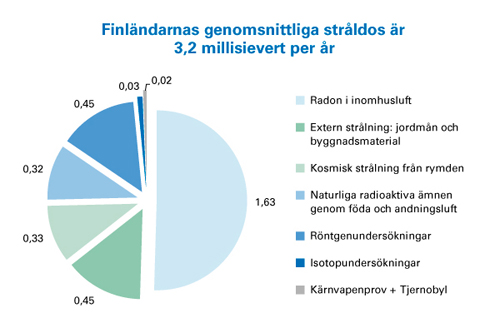 Finländarnas genomsnittliga stråldos är
3,2 millisievert per år
0,03
0,02
0,45
0,32
0,33
0,45
1,63
Radon i inomhusluft
Extern strålning: jordmån och
byggnadsmaterial
Kosmisk strålning från rymden
Naturliga radioaktiva ämnen
genom föda och andningsluft
Röntgenundersökningar
Isotopundersökningar
Kärnvapenprov + Tjernobyl